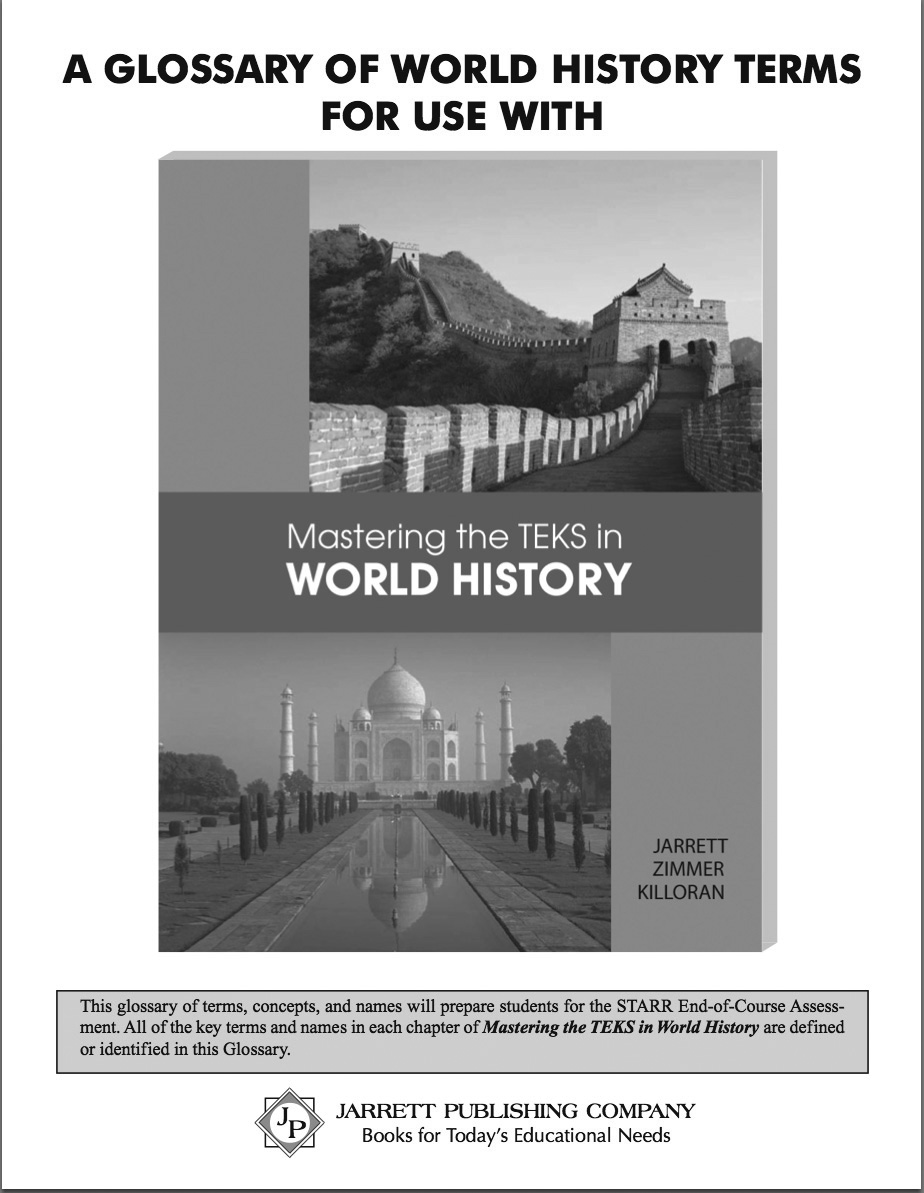 A GLOSSARY OF WORLD HISTORY TERMS
FOR USE WITH
Mastering the TEKS in
WORLD HISTORY
JARRETT
ZIMMER
KILLORAN
This glossary of terms, concepts, and names will prepare students for the STARR End-of-Course Assess-
ment. All of the key terms and names in each chapter of Mastering the TEKS in World History are defined
or identified in this Glossary.
JP
JARRETT PUBLISHING COMPANY
Books for Today's Educational Needs